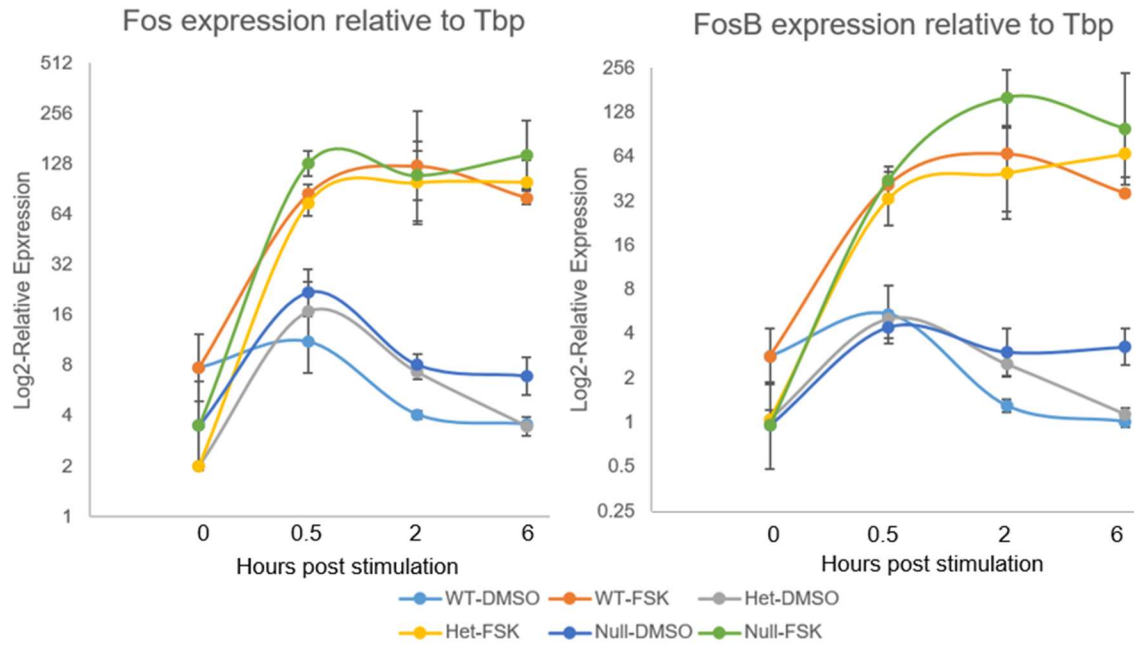 Fos expression relative to Tbp
Log2-Relative Epxression
512
256
128
64
32
16
8
4
2
1
0 0.5 2 6
Hours post stimulation
FosB expression relative to Tbp
Log2-Relative Expression
256
128
64
32
16
8
4
2
1
0.5
0.25
0 0.5 2 6
Hours post stimulation
WT-DMSO WT-FSK Het-DMSO
Het-FSK Null-DMSO Null-FSK